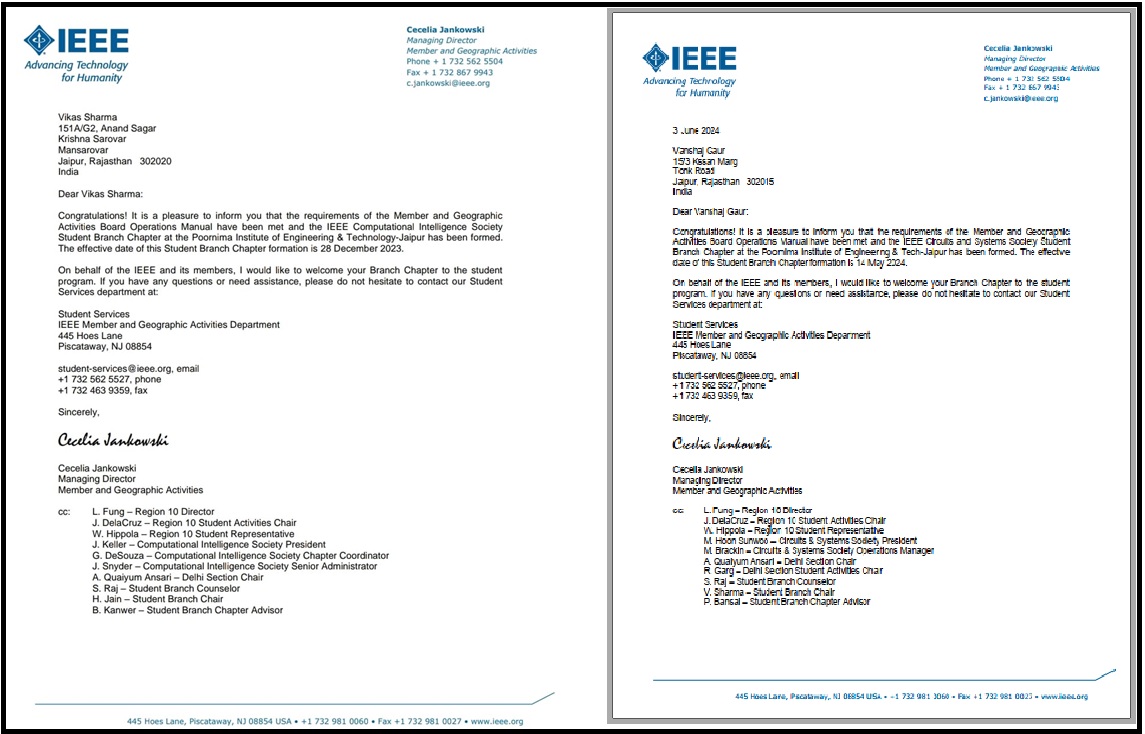 IEEE
Advancing Technology
for Humanity
Cecelia Jankowski
Managing Director
Member and Geographic Activities
Phone + 1 732 562 5504
Fax + 1 732 867 9943
c.jankowski@ieee.org
Vikas Sharma
151A/G2, Anand Sagar
Krishna Sarovar
Mansarovar
Jaipur, Rajasthan 302020
India
Dear Vikas Sharma:
Congratulations! It is a pleasure to inform you that the requirements of the Member and Geographic
Activities Board Operations Manual have been met and the IEEE Computational Intelligence Society
Student Branch Chapter at the Poornima Institute of Engineering & Technology-Jaipur has been formed.
The effective date of this Student Branch Chapter formation is 28 December 2023.
On behalf of the IEEE and its members, I would like to welcome your Branch Chapter to the student
program. If you have any questions or need assistance, please do not hesitate to contact our Student
Services department at:
Student Services
IEEE Member and Geographic Activities Department
445 Hoes Lane
Piscataway, NJ 08854
student-services@ieee.org, email
+1 732 562 5527, phone
+1 732 463 9359, fax
Sincerely,
Cecelia Jankowski
Cecelia Jankowski
Managing Director
Member and Geographic Activities
cc: L. Fung – Region 10 Director
J. DelaCruz – Region 10 Student Activities Chair
W. Hippola – Region 10 Student Representative
J. Keller – Computational Intelligence Society President
G. DeSouza – Computational Intelligence Society Chapter Coordinator
J. Snyder – Computational Intelligence Society Senior Administrator
A. Quaiyum Ansari – Delhi Section Chair
S. Raj – Student Branch Counselor
H. Jain – Student Branch Chair
B. Kanwer – Student Branch Chapter Advisor
445 Hoes Lane, Piscataway, NJ 08854 USA • +1 732 981 0060 • Fax +1 732 981 0027 • www.ieee.org
IEEE
Advancing Technology
for Humanity
Cecelia Jankowski
Managing Director
Member and Geographic Activities
Phone + 1 732 562 5504
Fax + 1 732 867 9943
c.jankowski@ieee.org
3 June 2024
Vanshaj Gaur
15/3 Kesan Marg
Tonk Road
Jaipur, Rajasthan 302015
India
Dear Vanshaj Gaur:
Congratulations! It is a pleasure to inform you that the requirements of the Member and Geographic
Activities Board Operations Manual have been met and the IEEE Circuits and Systems Society Student
Branch Chapter at the Poornima Institute of Engineering & Tech-Jaipur has been formed. The effective
date of this Student Branch Chapter formation is 14 May 2024.
On behalf of the IEEE and its members, I would like to welcome your Branch Chapter to the student
program. If you have any questions or need assistance, please do not hesitate to contact our Student
Services department at:
Student Services
IEEE Member and Geographic Activities Department
445 Hoes Lane
Piscataway, NJ 08854
student-services@ieee.org, email
+1 732 562 5527, phone
+1 732 463 9359, fax
Sincerely,
Cecelia Jankowski
Cecelia Jankowski
Managing Director
Member and Geographic Activities
cc: L. Fung – Region 10 Director
J. DelaCruz – Region 10 Student Activities Chair
W. Hippola – Region 10 Student Representative
M. Hoon Sunwoo – Circuits & Systems Society President
M. Brackin – Circuits & Systems Society Operations Manager
A. Quaiyum Ansari – Delhi Section Chair
R. Garg – Delhi Section Student Activities Chair
S. Raj – Student Branch Counselor
V. Sharma – Student Branch Chair
P. Bansal – Student Branch Chapter Advisor
445 Hoes Lane, Piscataway, NJ 08854 USA • +1 732 981 0060 • Fax +1 732 981 0027 • www.ieee.org